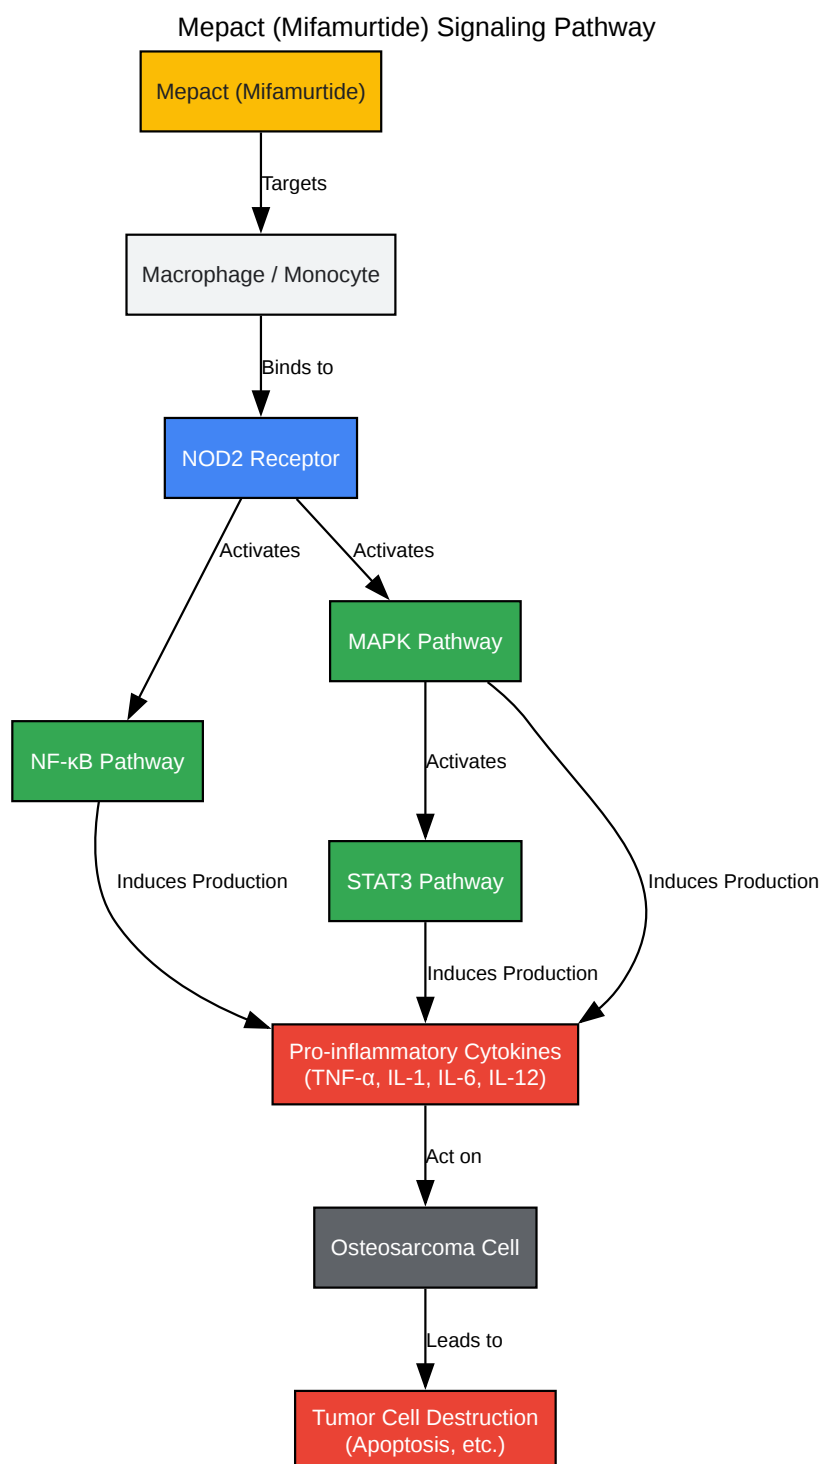 Mepact (Mifamurtide) Signaling Pathway
Mepact (Mifamurtide)
Targets
Macrophage / Monocyte
Binds to
NOD2 Receptor
Activates
Activates
MAPK Pathway
NF-κB Pathway
Activates
Induces Production
STAT3 Pathway
Induces Production
Induces Production
Pro-inflammatory Cytokines
(TNF-α, IL-1, IL-6, IL-12)
Act on
Osteosarcoma Cell
Leads to
Tumor Cell Destruction
(Apoptosis, etc.)